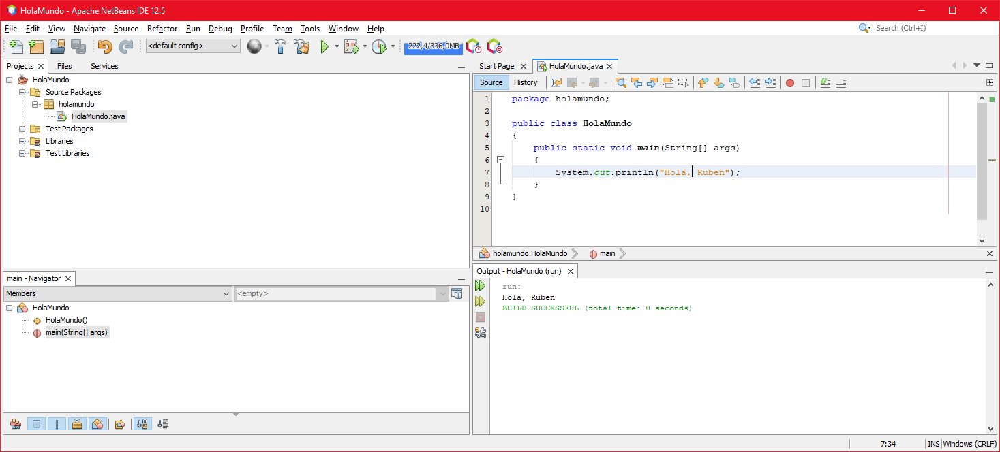 HolaMundo - Apache NetBeans IDE 12.5
File Edit View Navigate Source Refactor Run Debug Profile Team Tools Window Help
Search (Ctrl+I)
<default config>
222,4/336,0MB
Projects Files Services
HolaMundo
Source Packages
holamundo
HolaMundo.java
Test Packages
Libraries
Test Libraries
main - Navigator
Members
<empty>
HolaMundo
HolaMundo()
main(String[] args)
Start Page HolaMundo.java
Source History
1 package holamundo;
2
3 public class HolaMundo
4 {
5 public static void main(String[] args)
6 {
7 System.out.println("Hola, Ruben");
8 }
9 }
10
holamundo.HolaMundo main
Output - HolaMundo (run)
run:
Hola, Ruben
BUILD SUCCESSFUL (total time: 0 seconds)
7:34 INS Windows (CRLF)